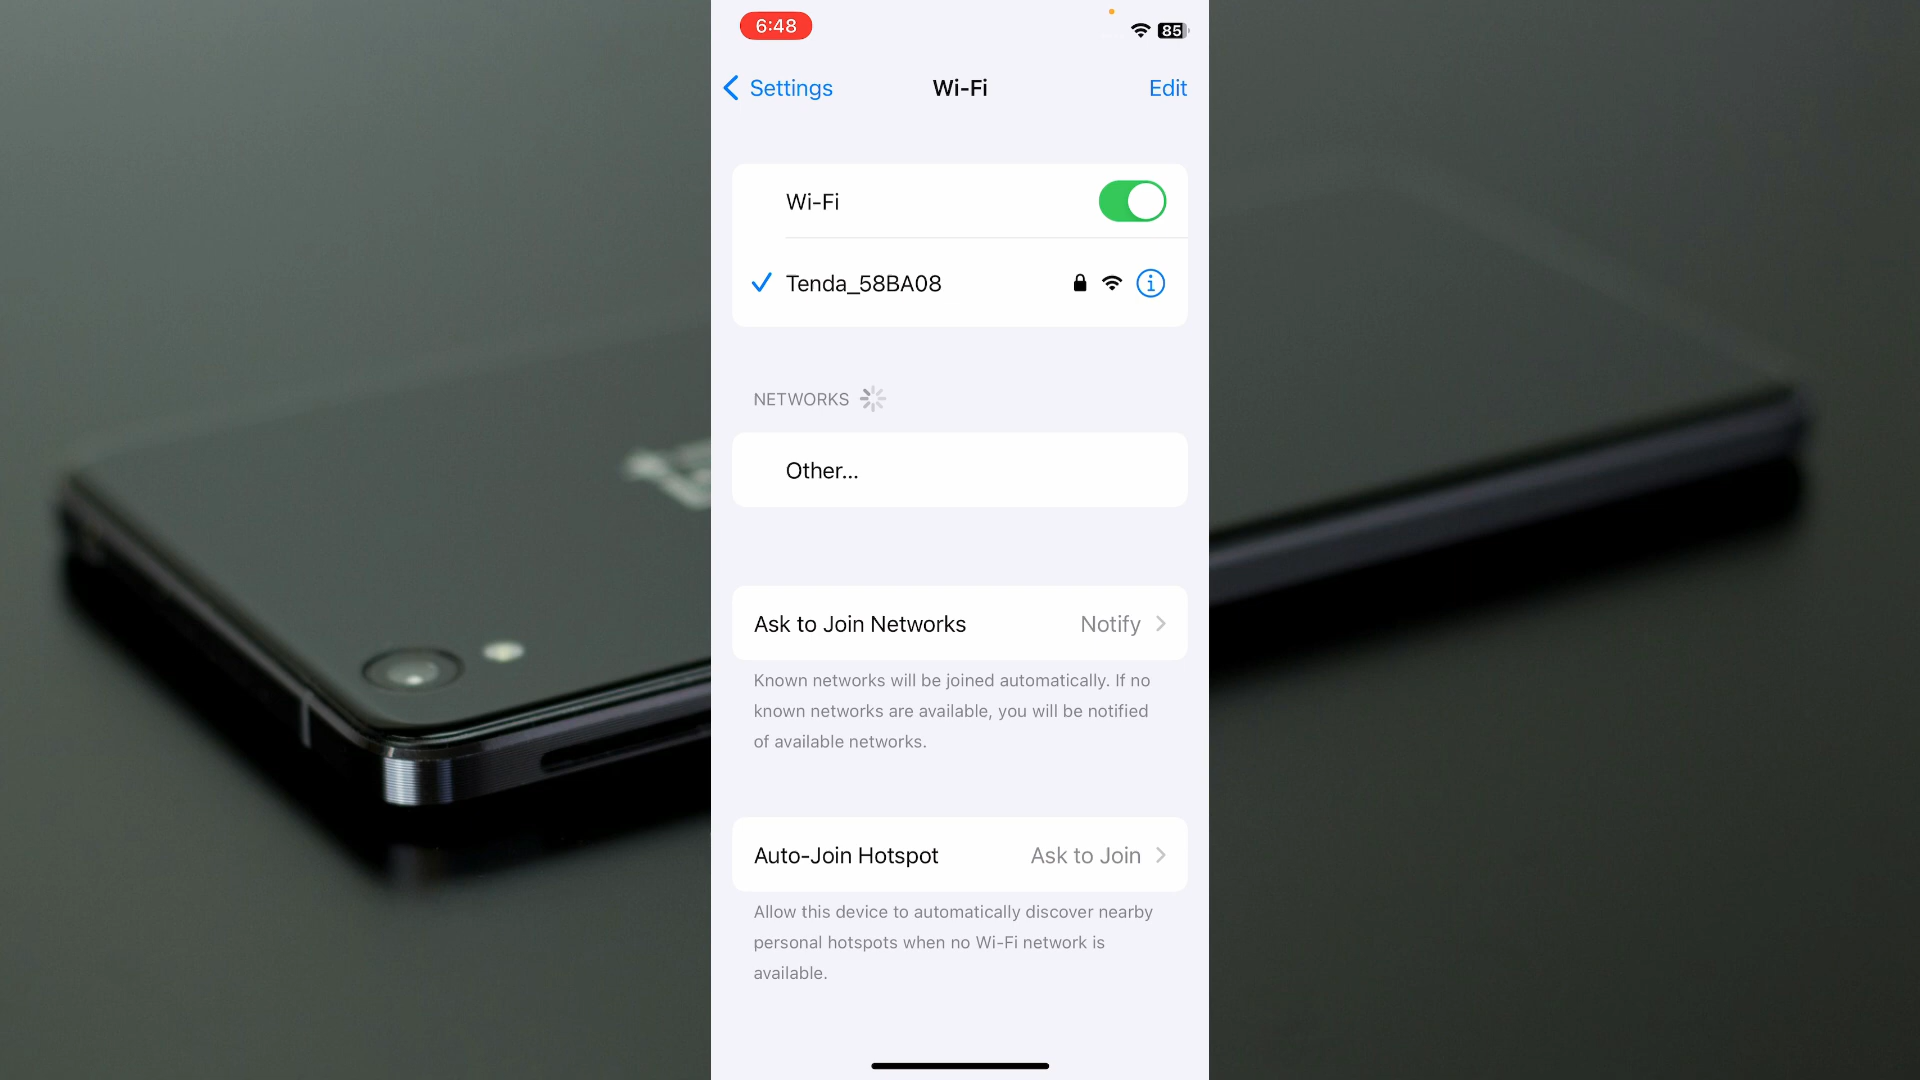 6:48
85
Settings
Wi-Fi
Edit
Wi-Fi
Tenda_58BA08
NETWORKS
Other...
Ask to Join Networks
Notify
Known networks will be joined automatically. If no
known networks are available, you will be notified
of available networks.
Auto-Join Hotspot
Ask to Join
Allow this device to automatically discover nearby
personal hotspots when no Wi-Fi network is
available.